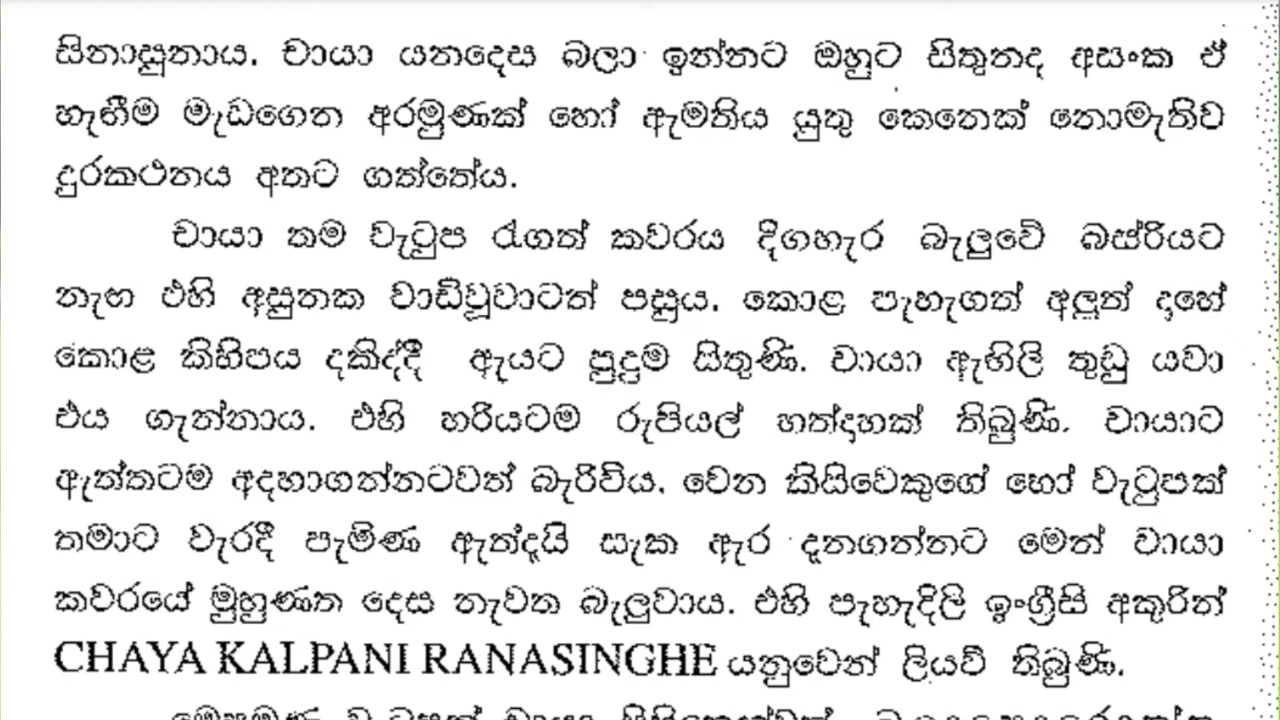 සිනාසුනාය. චායා යනදෙස බලා ඉන්නට ඔහුට සිතුනද අසංක ඒ
හැඟීම මැඩගෙන අරමුණක් හෝ ඇමතිය යුතු කෙනෙක් නොමැතිව
දුරකථනය අතට ගත්තේය.
චායා තම වැටුප රැගත් කවරය දිගහැර බැලුවේ බස්රියට
නැඟ එහි අසුනක වාඩිවූවාටත් පසුය. කොළ පැහැගත් අලුත් දාහේ
කොළ කිහිපය දකිද්දී ඇයට පුදුම සිතුණි. චායා ඇඟිලි තුඩු යවා
එය ගැන්නාය. එහි හරියටම රුපියල් හත්දාහක් තිබුණි. චායාට
ඇත්තටම අදහාගන්නටවත් බැරිවිය. වෙන කිසිවෙකුගේ හෝ වැටුපක්
තමාට වැරදී පැමිණ ඇත්දැයි සැක ඇර දැනගන්නට මෙන් චායා
කවරයේ මුහුණත දෙස නැවත බැලුවාය. එහි පැහැදිලි ඉංග්‍රීසි අකුරින්
CHAYA KALPANI RANASINGHE යනුවෙන් ලියවී තිබුණි.